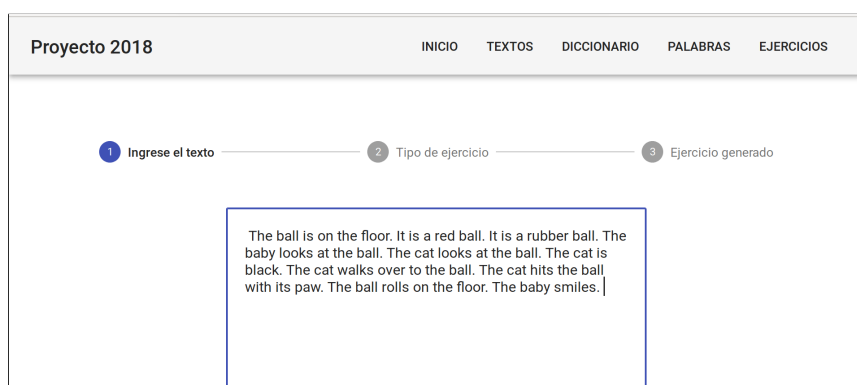 Proyecto 2018
INICIO TEXTOS DICCIONARIO PALABRAS EJERCICIOS
1 Ingrese el texto 2 Tipo de ejercicio 3 Ejercicio generado
The ball is on the floor. It is a red ball. It is a rubber ball. The
baby looks at the ball. The cat looks at the ball. The cat is
black. The cat walks over to the ball. The cat hits the ball
with its paw. The ball rolls on the floor. The baby smiles.